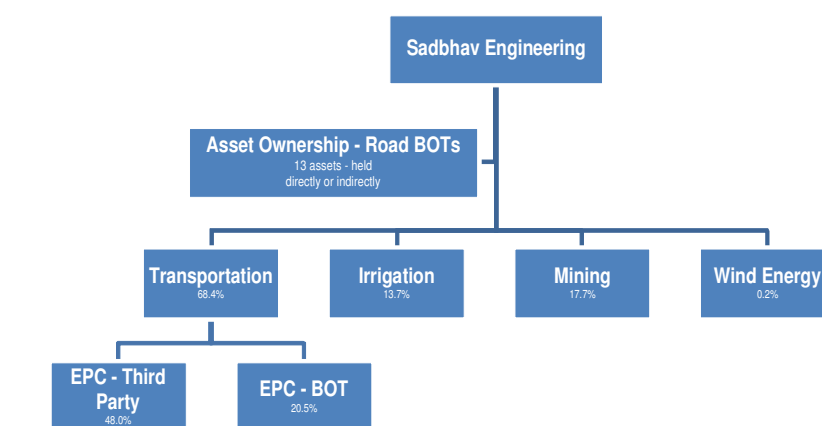 Sadbhav Engineering
Asset Ownership - Road BOTs
13 assets - held
directly or indirectly
Transportation
68.4%
Irrigation
13.7%
Mining
17.7%
Wind Energy
0.2%
EPC - Third
Party
48.0%
EPC - BOT
20.5%